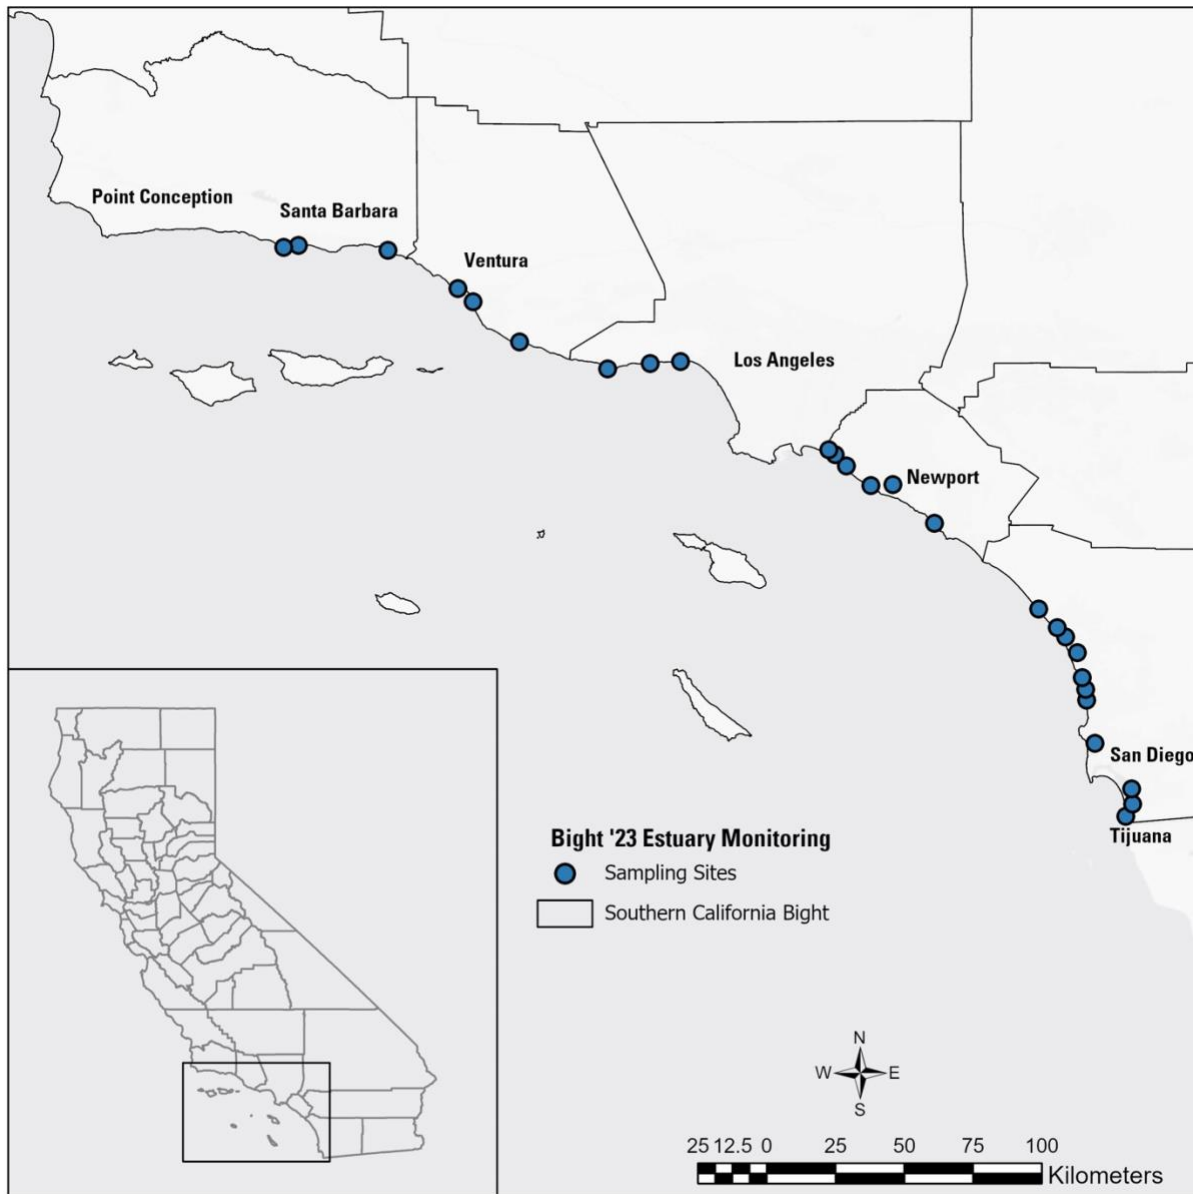 Point Conception
Santa Barbara
Ventura
Los Angeles
Newport
San Diego
Tijuana
Bight '23 Estuary Monitoring
Sampling Sites
Southern California Bight
N
W E
S
25 12.5 0 25 50 75 100
Kilometers